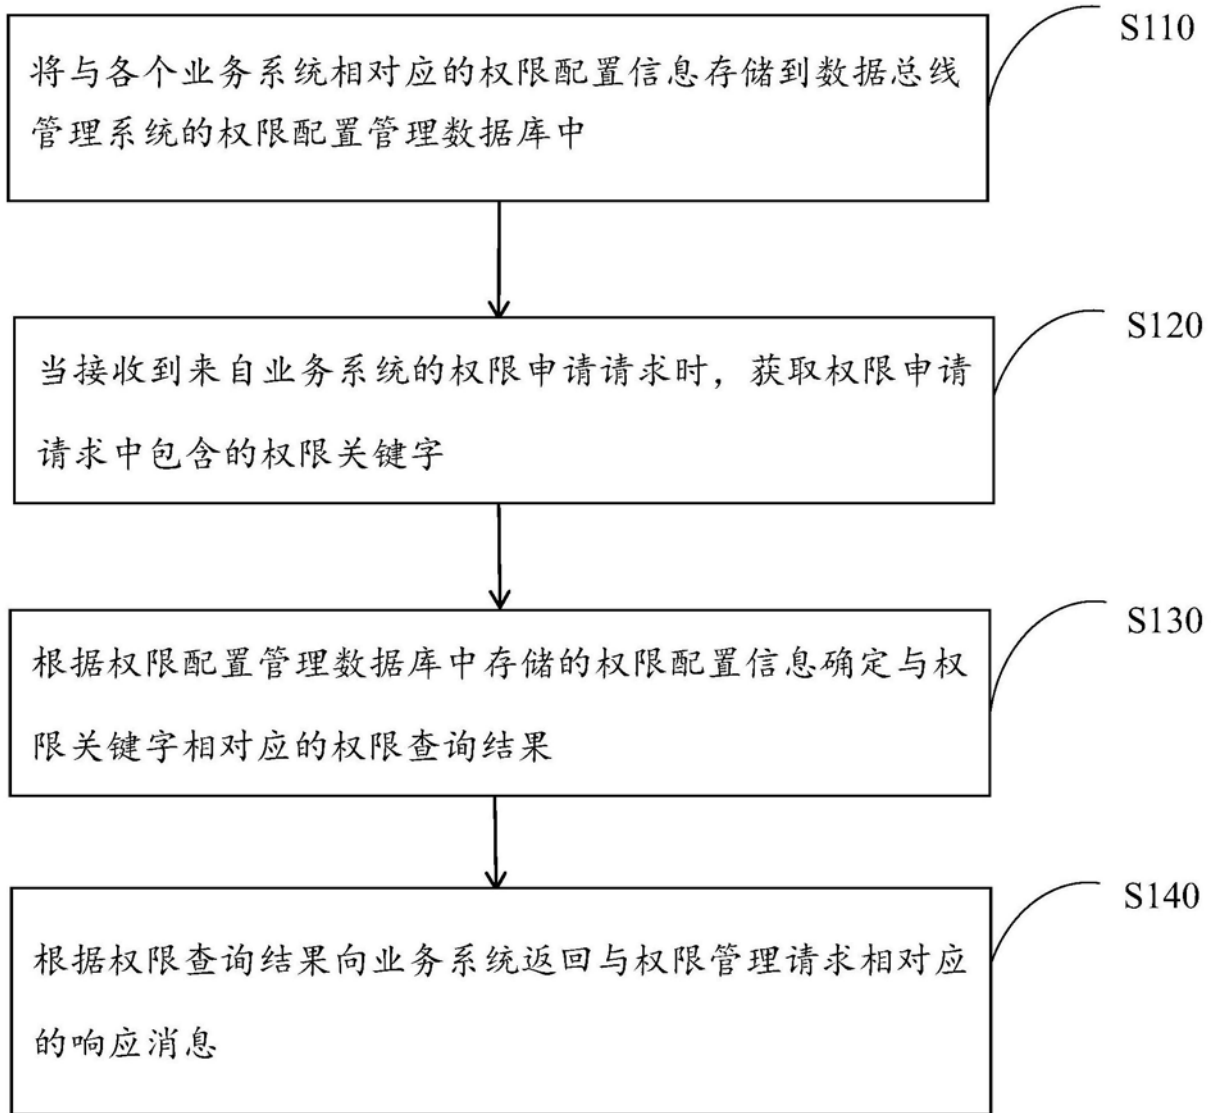 S110
将与各个业务系统相对应的权限配置信息存储到数据总线
管理系统的权限配置管理数据库中
S120
当接收到来自业务系统的权限申请请求时，获取权限申请
请求中包含的权限关键字
S130
根据权限配置管理数据库中存储的权限配置信息确定与权
限关键字相对应的权限查询结果
S140
根据权限查询结果向业务系统返回与权限管理请求相对应
的响应消息